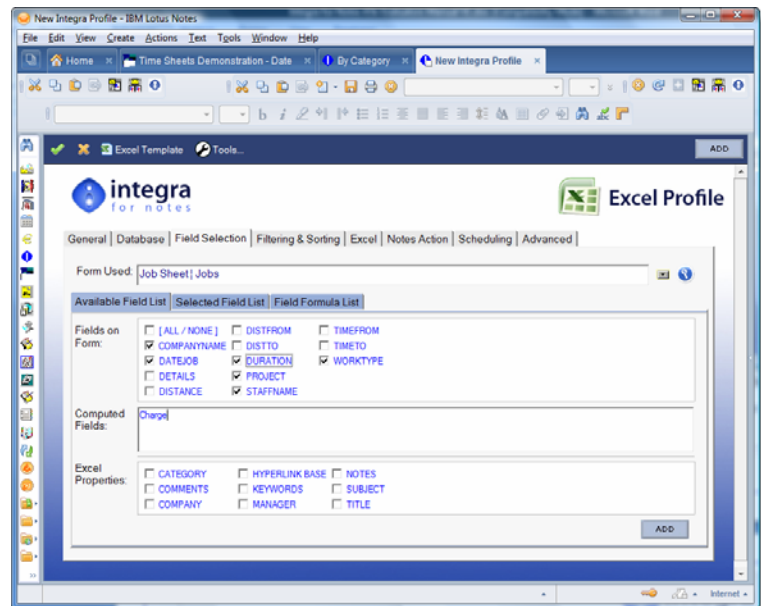 New Integra Profile - IBM Lotus Notes
File Edit View Create Actions Text Tools Window Help
Home Time Sheets Demonstration - Date By Category New Integra Profile
Excel Template Tools... ADD
integra
for notes
Excel Profile
General | Database | Field Selection | Filtering & Sorting | Excel | Notes Action | Scheduling | Advanced |
Form Used: Job Sheet¦ Jobs
Available Field List Selected Field List Field Formula List
Fields on Form:
[ ALL / NONE ] DISTFROM TIMEFROM
COMPANYNAME DISTTO TIMETO
DATEJOB DURATION WORKTYPE
DETAILS PROJECT
DISTANCE STAFFNAME
Computed Fields:
Charge
Excel Properties:
CATEGORY HYPERLINK BASE NOTES
COMMENTS KEYWORDS SUBJECT
COMPANY MANAGER TITLE
ADD
Internet